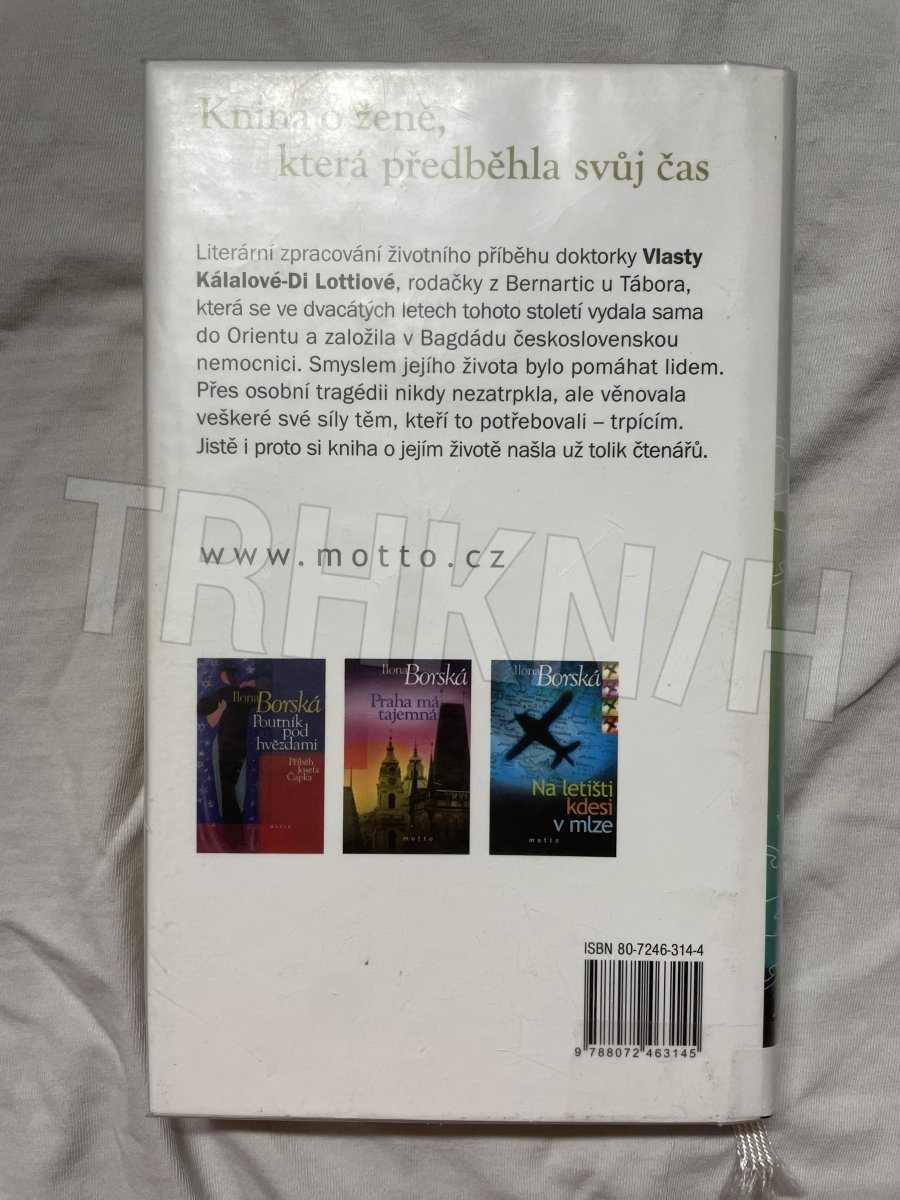 Kniha o ženě,
která předběhla svůj čas
Literární zpracování životního příběhu doktorky Vlasty
Kálalové-Di Lottiové, rodačky z Bernartic u Tábora,
která se ve dvacátých letech tohoto století vydala sama
do Orientu a založila v Bagdádu československou
nemocnici. Smyslem jejího života bylo pomáhat lidem.
Přes osobní tragédii nikdy nezatrpkla, ale věnovala
veškeré své síly těm, kteří to potřebovali – trpícím.
Jistě i proto si kniha o jejím životě našla už tolik čtenářů.
www.motto.cz
TRHKNIH
Ilona Borská
Poutník
pod
hvězdami
Příběh
Josefa
Čapka
motto
Ilona Borská
Praha má
tajemná
motto
Ilona Borská
Na letišti
kdesi
v mlze
motto
ISBN 80-7246-314-4
9 788072 463145